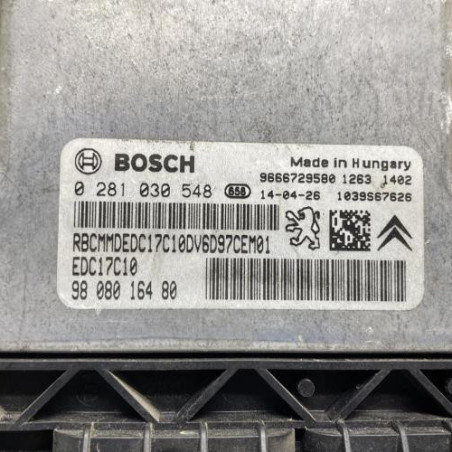 BOSCH
Made in Hungary
9666729580 1263 1402
0 281 030 548 658 14-04-26 1039S67626
RBCMMDEDC17C10DV6D97CEM01
EDC17C10
98 080 164 80